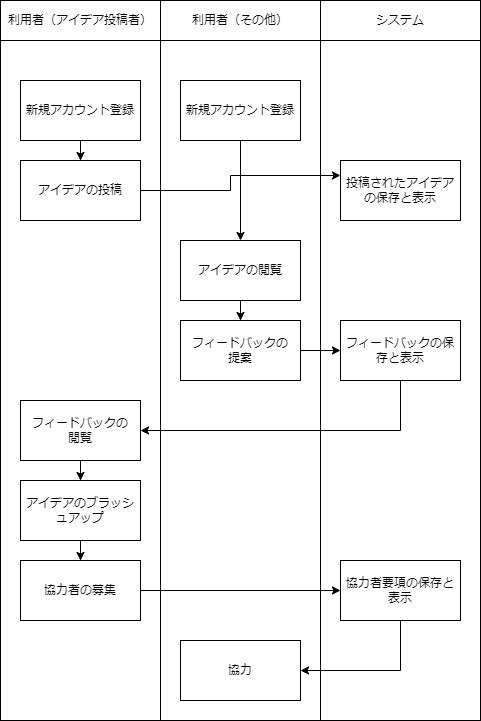 利用者（アイデア投稿者）
利用者（その他）
システム
新規アカウント登録
新規アカウント登録
アイデアの投稿
投稿されたアイデア
の保存と表示
アイデアの閲覧
フィードバックの
提案
フィードバックの保
存と表示
フィードバックの
閲覧
アイデアのブラッシ
ュアップ
協力者の募集
協力者要項の保存と
表示
協力